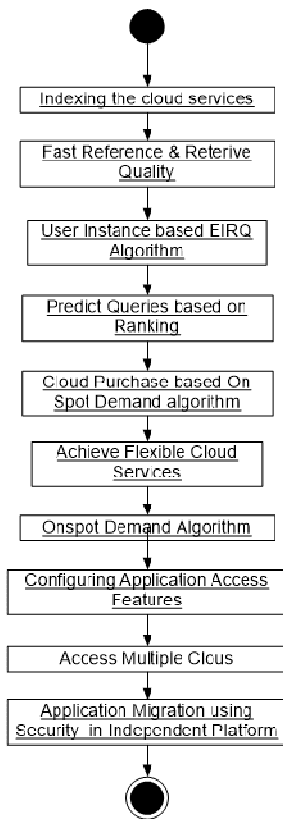 Indexing the cloud services
Fast Reference & Reterive
Quality
User Instance based EIRQ
Algorithm
Predict Queries based on
Ranking
Cloud Purchase based On
Spot Demand algorithm
Achieve Flexible Cloud
Services
Onspot Demand Algorithm
Configuring Application Access
Features
Access Multiple Clous
Application Migration using
Security in Independent Platform